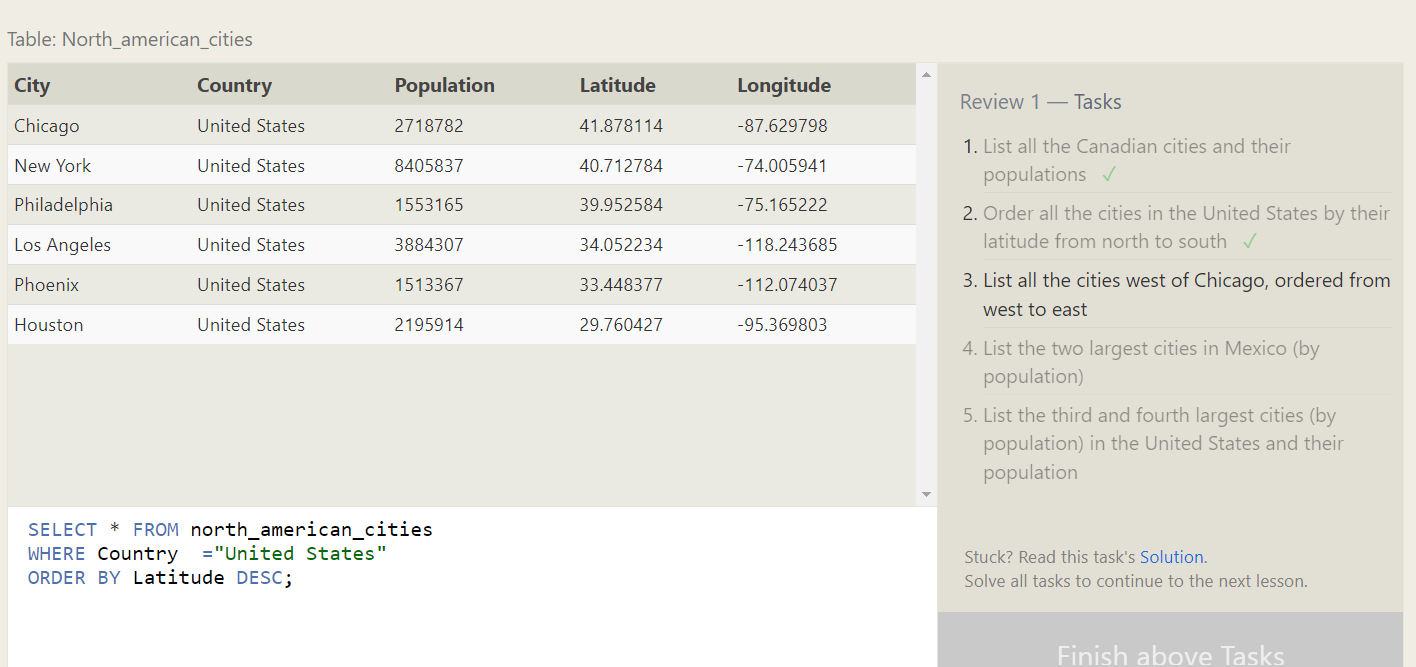 Table: North_american_cities
City Country Population Latitude Longitude
Chicago United States 2718782 41.878114 -87.629798
New York United States 8405837 40.712784 -74.005941
Philadelphia United States 1553165 39.952584 -75.165222
Los Angeles United States 3884307 34.052234 -118.243685
Phoenix United States 1513367 33.448377 -112.074037
Houston United States 2195914 29.760427 -95.369803
SELECT * FROM north_american_cities
WHERE Country  ="United States"
ORDER BY Latitude DESC;
Review 1 — Tasks
1. List all the Canadian cities and their
populations ✓
2. Order all the cities in the United States by their
latitude from north to south ✓
3. List all the cities west of Chicago, ordered from
west to east
4. List the two largest cities in Mexico (by
population)
5. List the third and fourth largest cities (by
population) in the United States and their
population
Stuck? Read this task's Solution.
Solve all tasks to continue to the next lesson.
Finish above Tasks